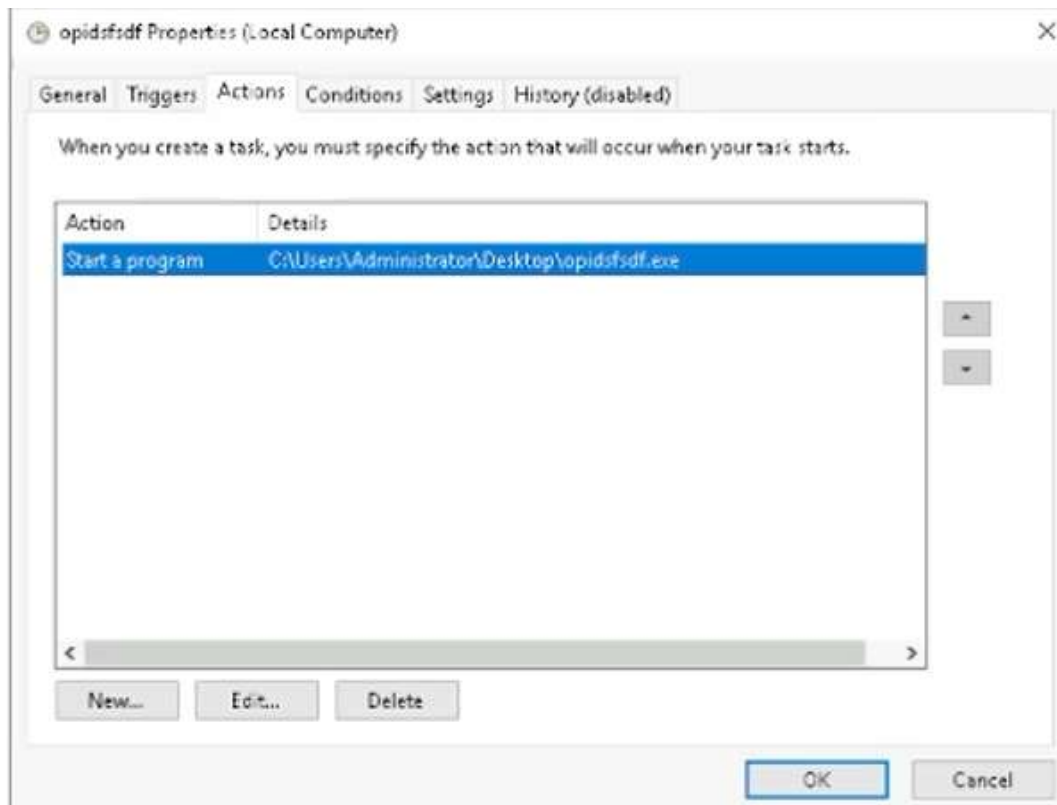 opidsfsdf Properties (Local Computer)
General Triggers Actions Conditions Settings History (disabled)
When you create a task, you must specify the action that will occur when your task starts.
Action Details
Start a program C:\Users\Administrator\Desktop\opidsfsdf.exe
New... Edit... Delete
OK Cancel